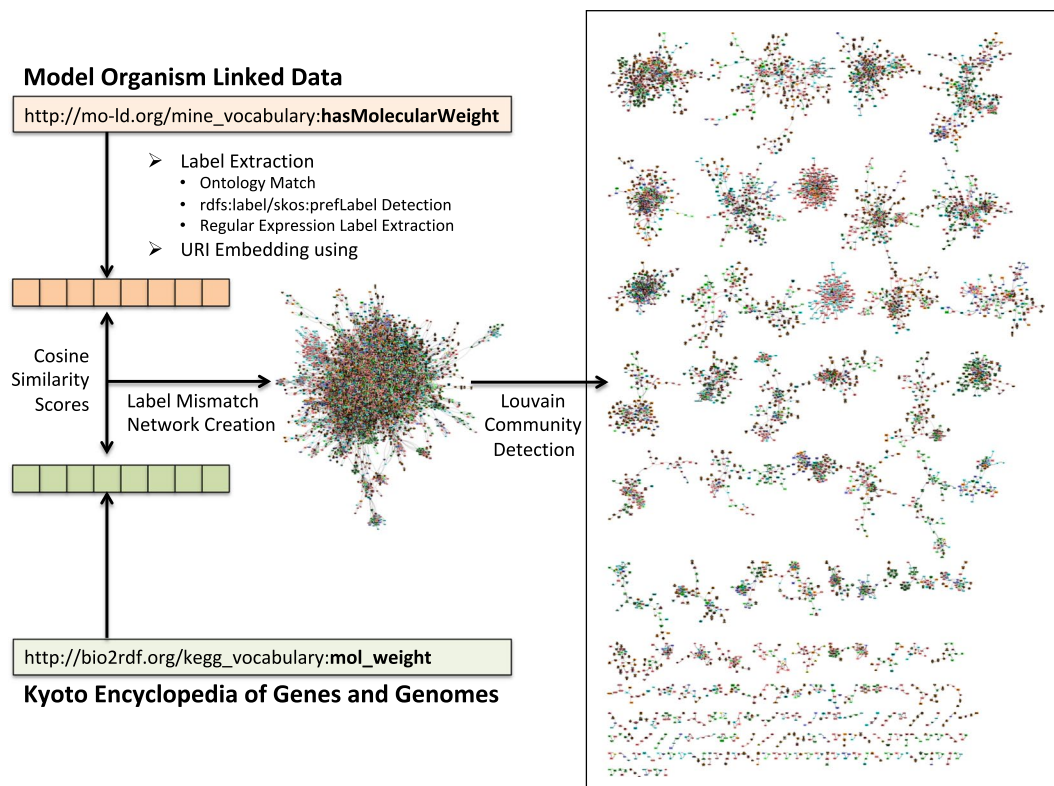 Model Organism Linked Data
http://mo-ld.org/mine_vocabulary:hasMolecularWeight
➢ Label Extraction
• Ontology Match
• rdfs:label/skos:prefLabel Detection
• Regular Expression Label Extraction
➢ URI Embedding using
Cosine
Similarity
Scores
Label Mismatch
Network Creation
Louvain
Community
Detection
http://bio2rdf.org/kegg_vocabulary:mol_weight
Kyoto Encyclopedia of Genes and Genomes